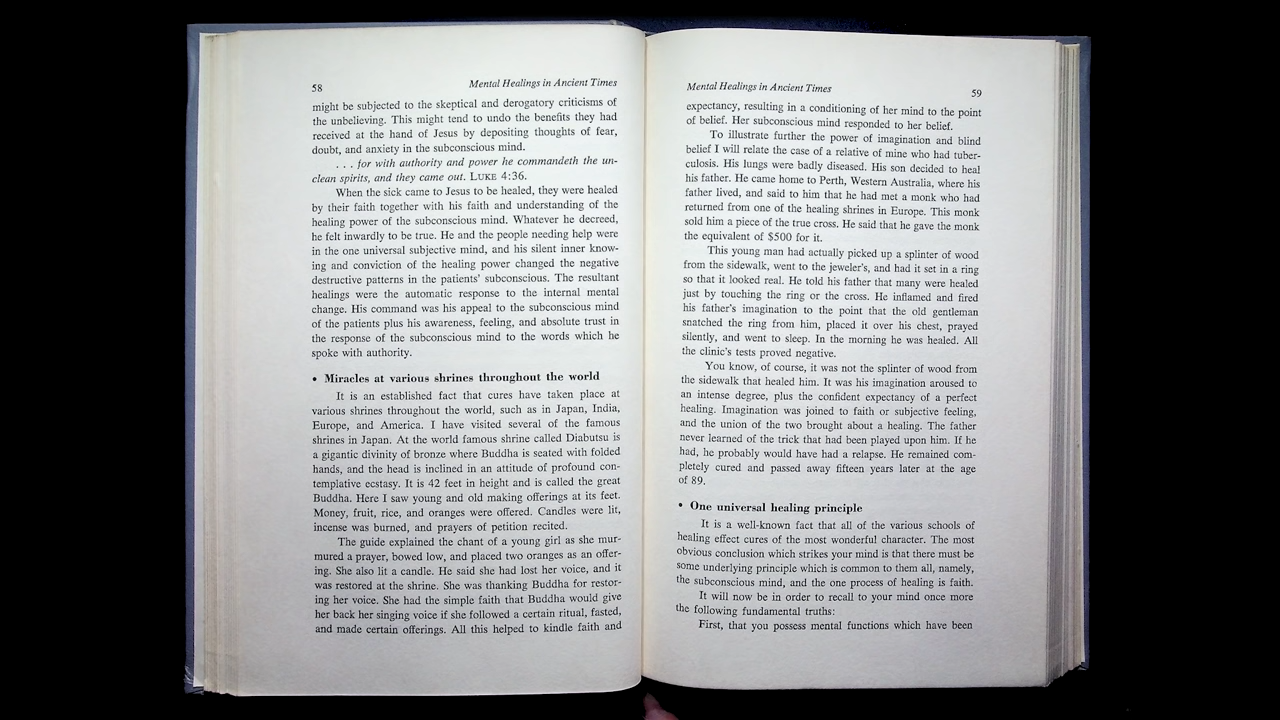 58
Mental Healings in Ancient Times
might be subjected to the skeptical and derogatory criticisms of
the unbelieving. This might tend to undo the benefits they had
received at the hand of Jesus by depositing thoughts of fear,
doubt, and anxiety in the subconscious mind.
. . . for with authority and power he commandeth the un-
clean spirits, and they came out. LUKE 4:36.
When the sick came to Jesus to be healed, they were healed
by their faith together with his faith and understanding of the
healing power of the subconscious mind. Whatever he decreed,
he felt inwardly to be true. He and the people needing help were
in the one universal subjective mind, and his silent inner know-
ing and conviction of the healing power changed the negative
destructive patterns in the patients' subconscious. The resultant
healings were the automatic response to the internal mental
change. His command was his appeal to the subconscious mind
of the patients plus his awareness, feeling, and absolute trust in
the response of the subconscious mind to the words which he
spoke with authority.
• Miracles at various shrines throughout the world
It is an established fact that cures have taken place at
various shrines throughout the world, such as in Japan, India,
Europe, and America. I have visited several of the famous
shrines in Japan. At the world famous shrine called Diabutsu is
a gigantic divinity of bronze where Buddha is seated with folded
hands, and the head is inclined in an attitude of profound con-
templative ecstasy. It is 42 feet in height and is called the great
Buddha. Here I saw young and old making offerings at its feet.
Money, fruit, rice, and oranges were offered. Candles were lit,
incense was burned, and prayers of petition recited.
The guide explained the chant of a young girl as she mur-
mured a prayer, bowed low, and placed two oranges as an offer-
ing. She also lit a candle. He said she had lost her voice, and it
was restored at the shrine. She was thanking Buddha for restor-
ing her voice. She had the simple faith that Buddha would give
her back her singing voice if she followed a certain ritual, fasted,
and made certain offerings. All this helped to kindle faith and
Mental Healings in Ancient Times
59
expectancy, resulting in a conditioning of her mind to the point
of belief. Her subconscious mind responded to her belief.
To illustrate further the power of imagination and blind
belief I will relate the case of a relative of mine who had tuber-
culosis. His lungs were badly diseased. His son decided to heal
his father. He came home to Perth, Western Australia, where his
father lived, and said to him that he had met a monk who had
returned from one of the healing shrines in Europe. This monk
sold him a piece of the true cross. He said that he gave the monk
the equivalent of $500 for it.
This young man had actually picked up a splinter of wood
from the sidewalk, went to the jeweler's, and had it set in a ring
so that it looked real. He told his father that many were healed
just by touching the ring or the cross. He inflamed and fired
his father's imagination to the point that the old gentleman
snatched the ring from him, placed it over his chest, prayed
silently, and went to sleep. In the morning he was healed. All
the clinic's tests proved negative.
You know, of course, it was not the splinter of wood from
the sidewalk that healed him. It was his imagination aroused to
an intense degree, plus the confident expectancy of a perfect
healing. Imagination was joined to faith or subjective feeling,
and the union of the two brought about a healing. The father
never learned of the trick that had been played upon him. If he
had, he probably would have had a relapse. He remained com-
pletely cured and passed away fifteen years later at the age
of 89.
• One universal healing principle
It is a well-known fact that all of the various schools of
healing effect cures of the most wonderful character. The most
obvious conclusion which strikes your mind is that there must be
some underlying principle which is common to them all, namely,
the subconscious mind, and the one process of healing is faith.
It will now be in order to recall to your mind once more
the following fundamental truths:
First, that you possess mental functions which have been